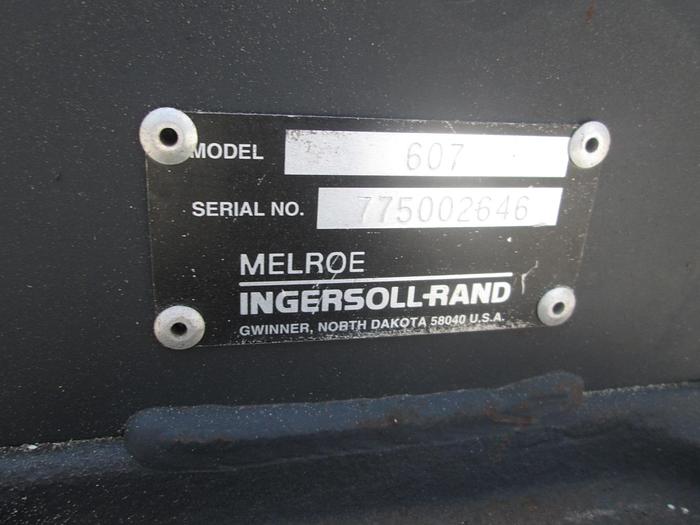 MODEL 607
SERIAL NO. 775002646
MELROE
INGERSOLL-RAND
GWINNER, NORTH DAKOTA 58040 U.S.A.